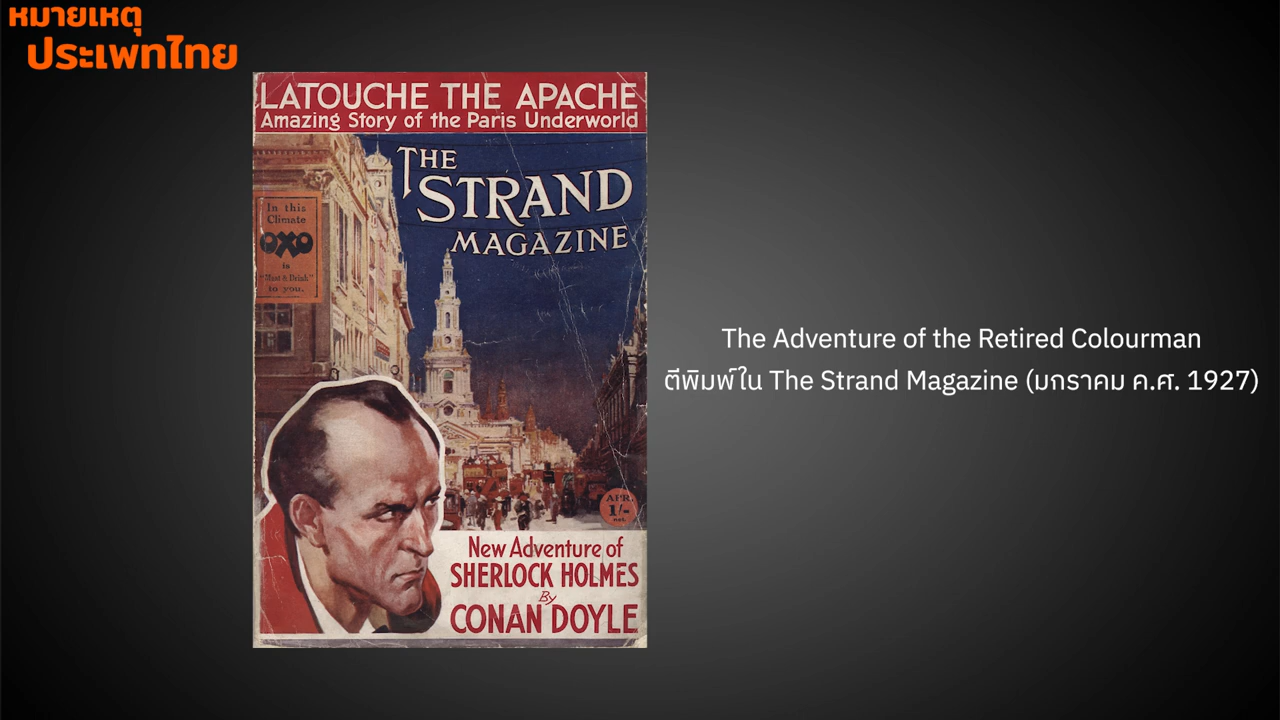 หมายเหตุ
ประเพทไทย
LATOUCHE THE APACHE
Amazing Story of the Paris Underworld
THE
STRAND
MAGAZINE
In this
Climate
OXO
is
"Meat & Drink"
to you.
APR.
1/-
net.
New Adventure of
SHERLOCK HOLMES
By
CONAN DOYLE
The Adventure of the Retired Colourman
ตีพิมพ์ใน The Strand Magazine (มกราคม ค.ศ. 1927)